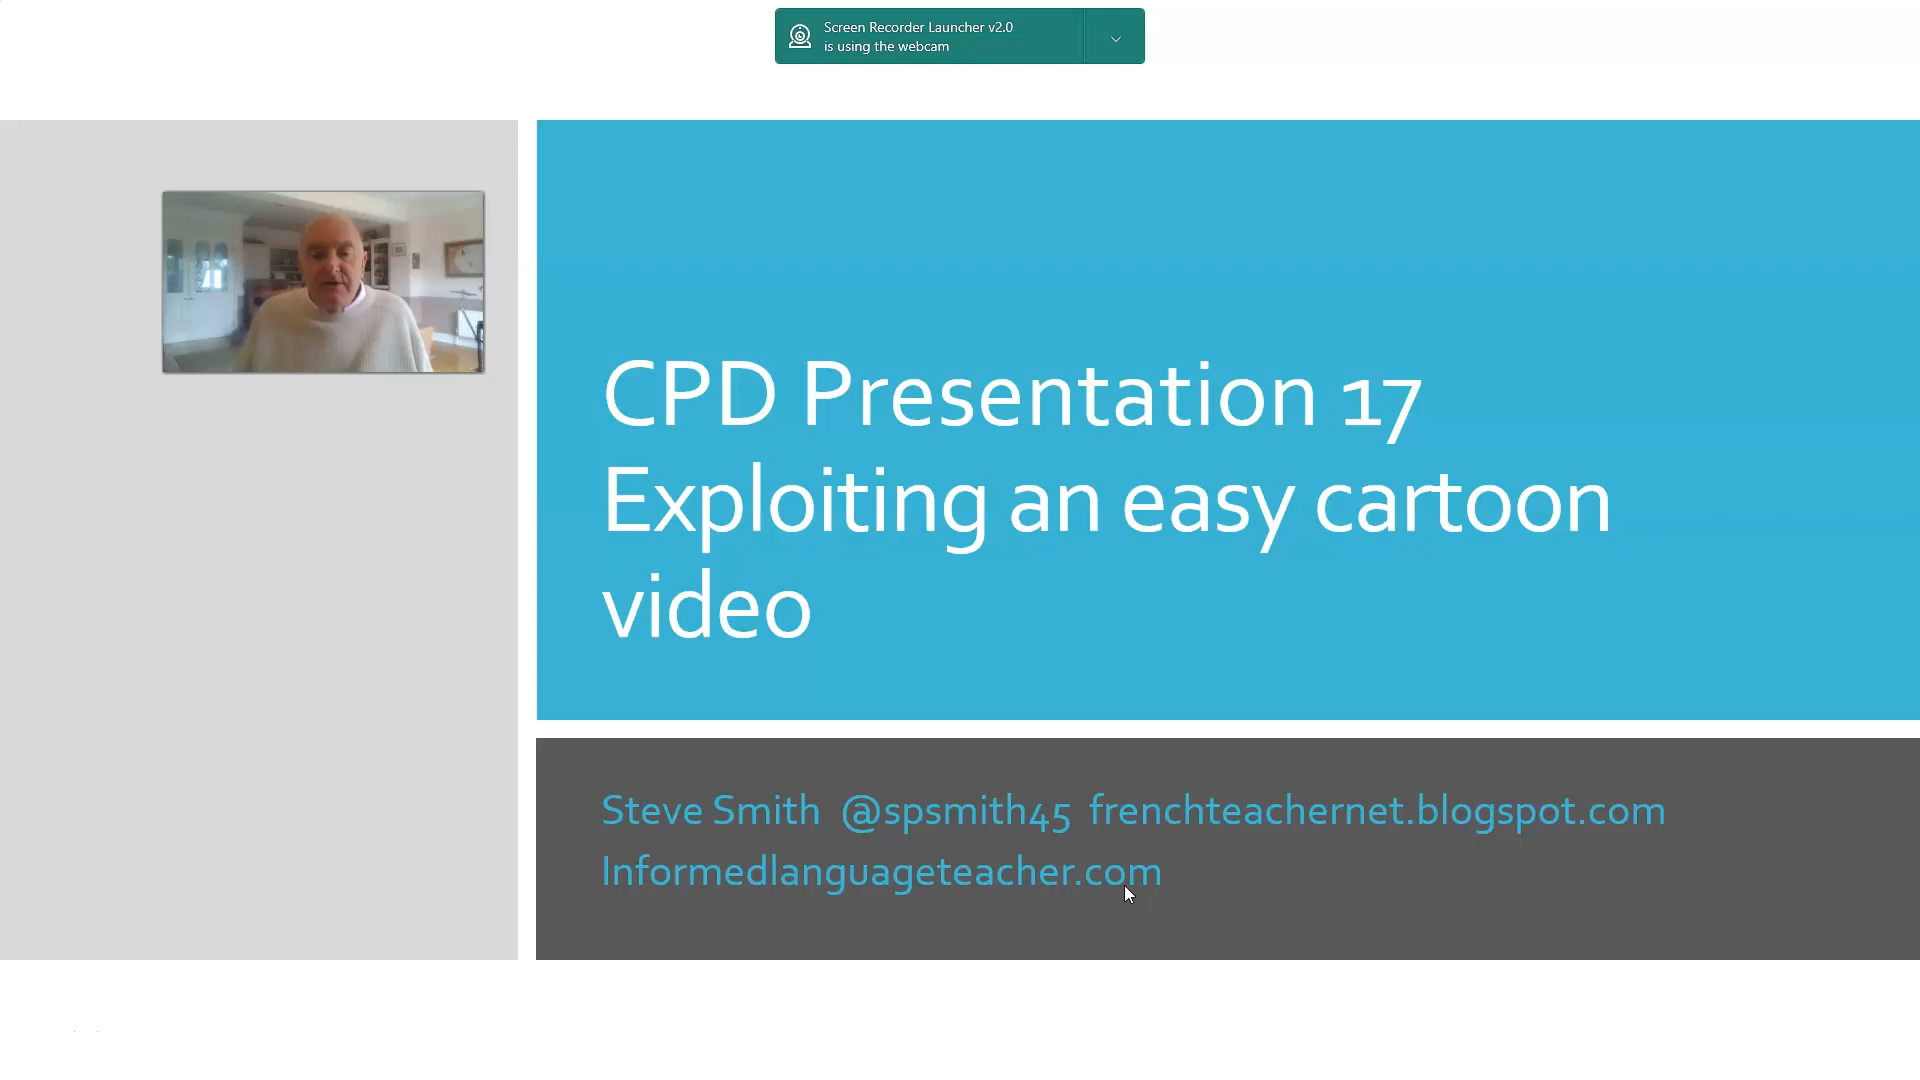 Screen Recorder Launcher v2.0
is using the webcam
CPD Presentation 17
Exploiting an easy cartoon
video
Steve Smith @spsmith45 frenchteachernet.blogspot.com
Informedlanguageteacher.com